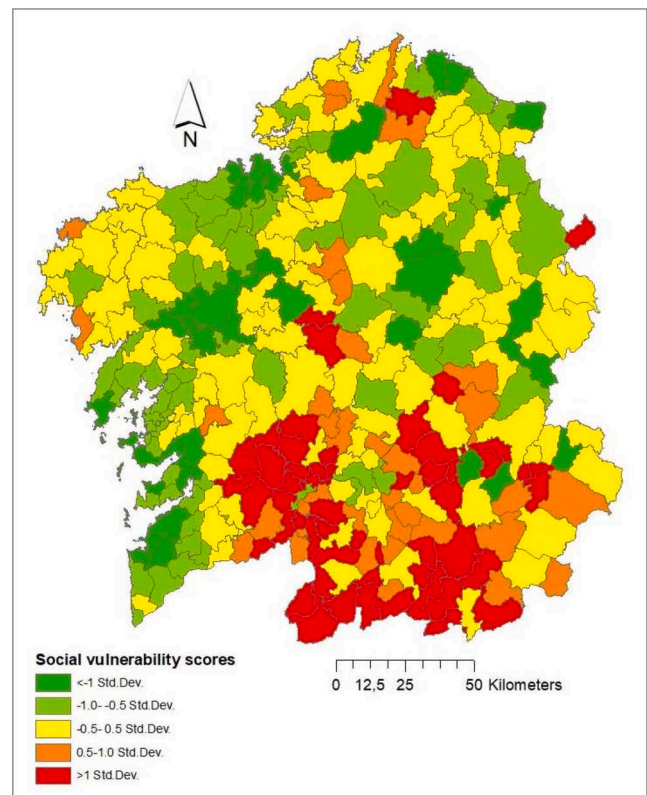 N
Social vulnerability scores
<-1 Std.Dev.
-1.0- -0.5 Std.Dev.
-0.5- 0.5 Std.Dev.
0.5-1.0 Std.Dev.
>1 Std.Dev.
0 12,5 25 50 Kilometers